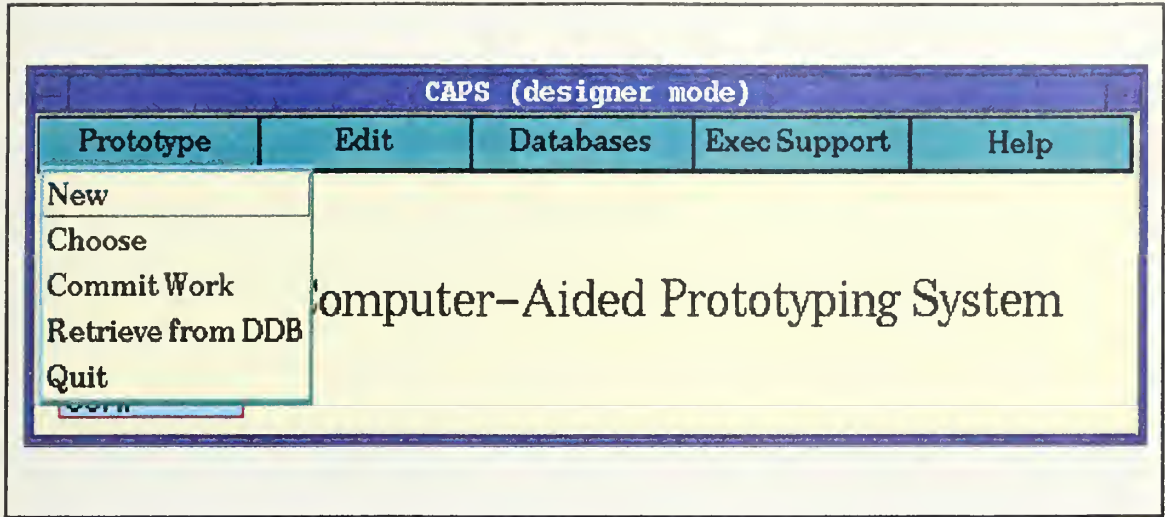 CAPS (designer mode)
Prototype Edit Databases Exec Support Help
New
Choose
Commit Work
omputer-Aided Prototyping System
Retrieve from DDB
Quit